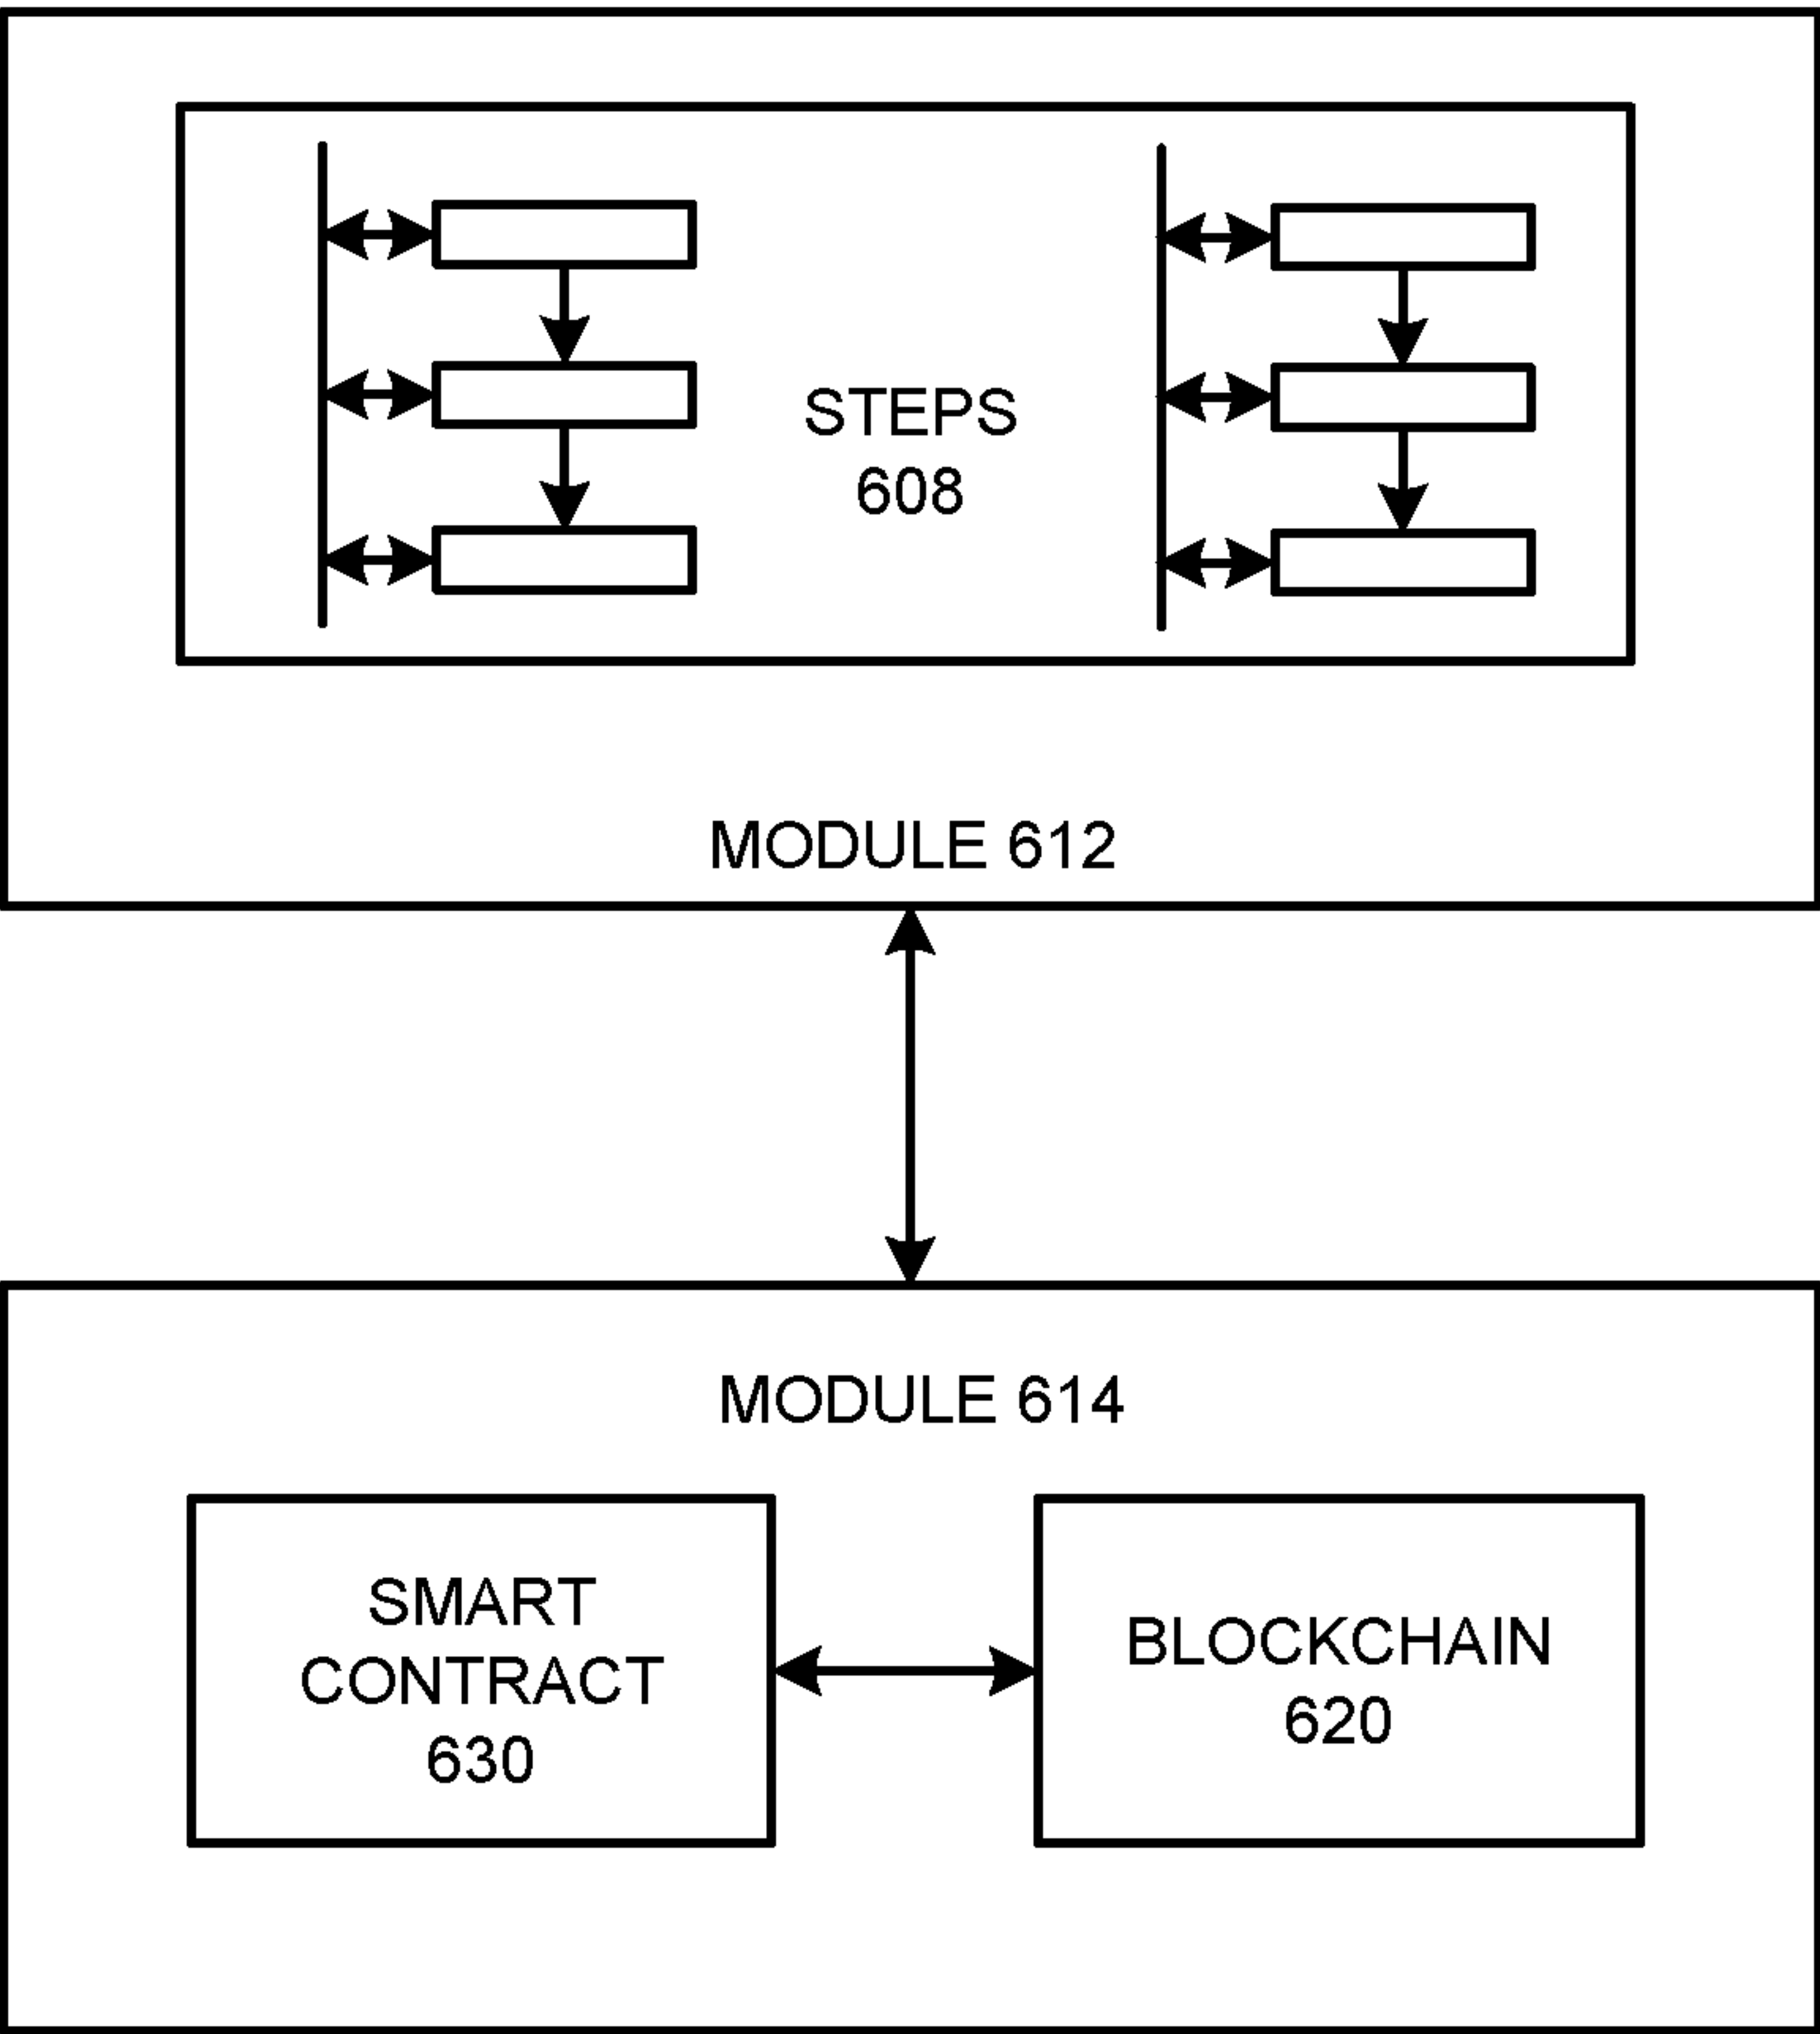 STEPS
608
MODULE 612
MODULE 614
SMART
CONTRACT
630
BLOCKCHAIN
620